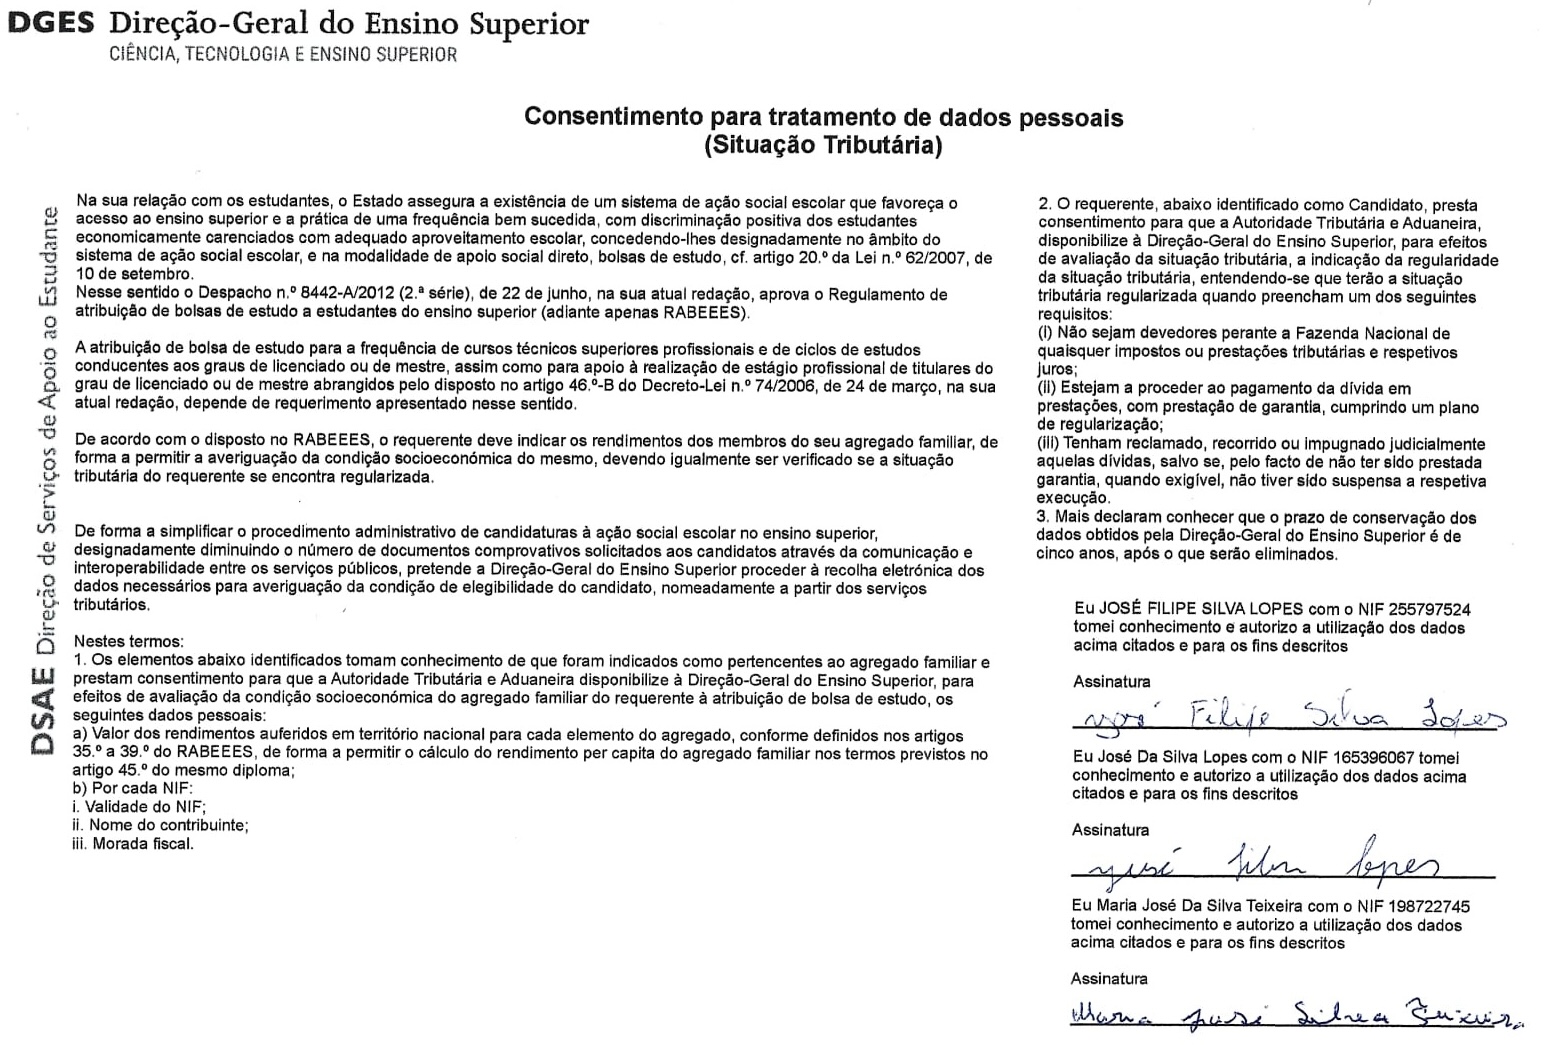 DGES Direção-Geral do Ensino Superior
CIÊNCIA, TECNOLOGIA E ENSINO SUPERIOR
Consentimento para tratamento de dados pessoais
(Situação Tributária)
DSAE Direção de Serviços de Apoio ao Estudante
Na sua relação com os estudantes, o Estado assegura a existência de um sistema de ação social escolar que favoreça o
acesso ao ensino superior e a prática de uma frequência bem sucedida, com discriminação positiva dos estudantes
economicamente carenciados com adequado aproveitamento escolar, concedendo-lhes designadamente no âmbito do
sistema de ação social escolar, e na modalidade de apoio social direto, bolsas de estudo, cf. artigo 20.º da Lei n.º 62/2007, de
10 de setembro.
Nesse sentido o Despacho n.º 8442-A/2012 (2.ª série), de 22 de junho, na sua atual redação, aprova o Regulamento de
atribuição de bolsas de estudo a estudantes do ensino superior (adiante apenas RABEEES).
A atribuição de bolsa de estudo para a frequência de cursos técnicos superiores profissionais e de ciclos de estudos
conducentes aos graus de licenciado ou de mestre, assim como para apoio à realização de estágio profissional de titulares do
grau de licenciado ou de mestre abrangidos pelo disposto no artigo 46.º-B do Decreto-Lei n.º 74/2006, de 24 de março, na sua
atual redação, depende de requerimento apresentado nesse sentido.
De acordo com o disposto no RABEEES, o requerente deve indicar os rendimentos dos membros do seu agregado familiar, de
forma a permitir a averiguação da condição socioeconómica do mesmo, devendo igualmente ser verificado se a situação
tributária do requerente se encontra regularizada.
De forma a simplificar o procedimento administrativo de candidaturas à ação social escolar no ensino superior,
designadamente diminuindo o número de documentos comprovativos solicitados aos candidatos através da comunicação e
interoperabilidade entre os serviços públicos, pretende a Direção-Geral do Ensino Superior proceder à recolha eletrónica dos
dados necessários para averiguação da condição de elegibilidade do candidato, nomeadamente a partir dos serviços
tributários.
Nestes termos:
1. Os elementos abaixo identificados tomam conhecimento de que foram indicados como pertencentes ao agregado familiar e
prestam consentimento para que a Autoridade Tributária e Aduaneira disponibilize à Direção-Geral do Ensino Superior, para
efeitos de avaliação da condição socioeconómica do agregado familiar do requerente à atribuição de bolsa de estudo, os
seguintes dados pessoais:
a) Valor dos rendimentos auferidos em território nacional para cada elemento do agregado, conforme definidos nos artigos
35.º a 39.º do RABEEES, de forma a permitir o cálculo do rendimento per capita do agregado familiar nos termos previstos no
artigo 45.º do mesmo diploma;
b) Por cada NIF:
i. Validade do NIF;
ii. Nome do contribuinte;
iii. Morada fiscal.
2. O requerente, abaixo identificado como Candidato, presta
consentimento para que a Autoridade Tributária e Aduaneira,
disponibilize à Direção-Geral do Ensino Superior, para efeitos
de avaliação da situação tributária, a indicação da regularidade
da situação tributária, entendendo-se que terão a situação
tributária regularizada quando preencham um dos seguintes
requisitos:
(i) Não sejam devedores perante a Fazenda Nacional de
quaisquer impostos ou prestações tributárias e respetivos
juros;
(ii) Estejam a proceder ao pagamento da dívida em
prestações, com prestação de garantia, cumprindo um plano
de regularização;
(iii) Tenham reclamado, recorrido ou impugnado judicialmente
aquelas dívidas, salvo se, pelo facto de não ter sido prestada
garantia, quando exigível, não tiver sido suspensa a respetiva
execução.
3. Mais declaram conhecer que o prazo de conservação dos
dados obtidos pela Direção-Geral do Ensino Superior é de
cinco anos, após o que serão eliminados.
Eu JOSÉ FILIPE SILVA LOPES com o NIF 255797524
tomei conhecimento e autorizo a utilização dos dados
acima citados e para os fins descritos
Assinatura
José Filipe Silva Lopes
Eu José Da Silva Lopes com o NIF 165396067 tomei
conhecimento e autorizo a utilização dos dados acima
citados e para os fins descritos
Assinatura
José Silva Lopes
Eu Maria José Da Silva Teixeira com o NIF 198722745
tomei conhecimento e autorizo a utilização dos dados
acima citados e para os fins descritos
Assinatura
Maria José Silva Teixeira